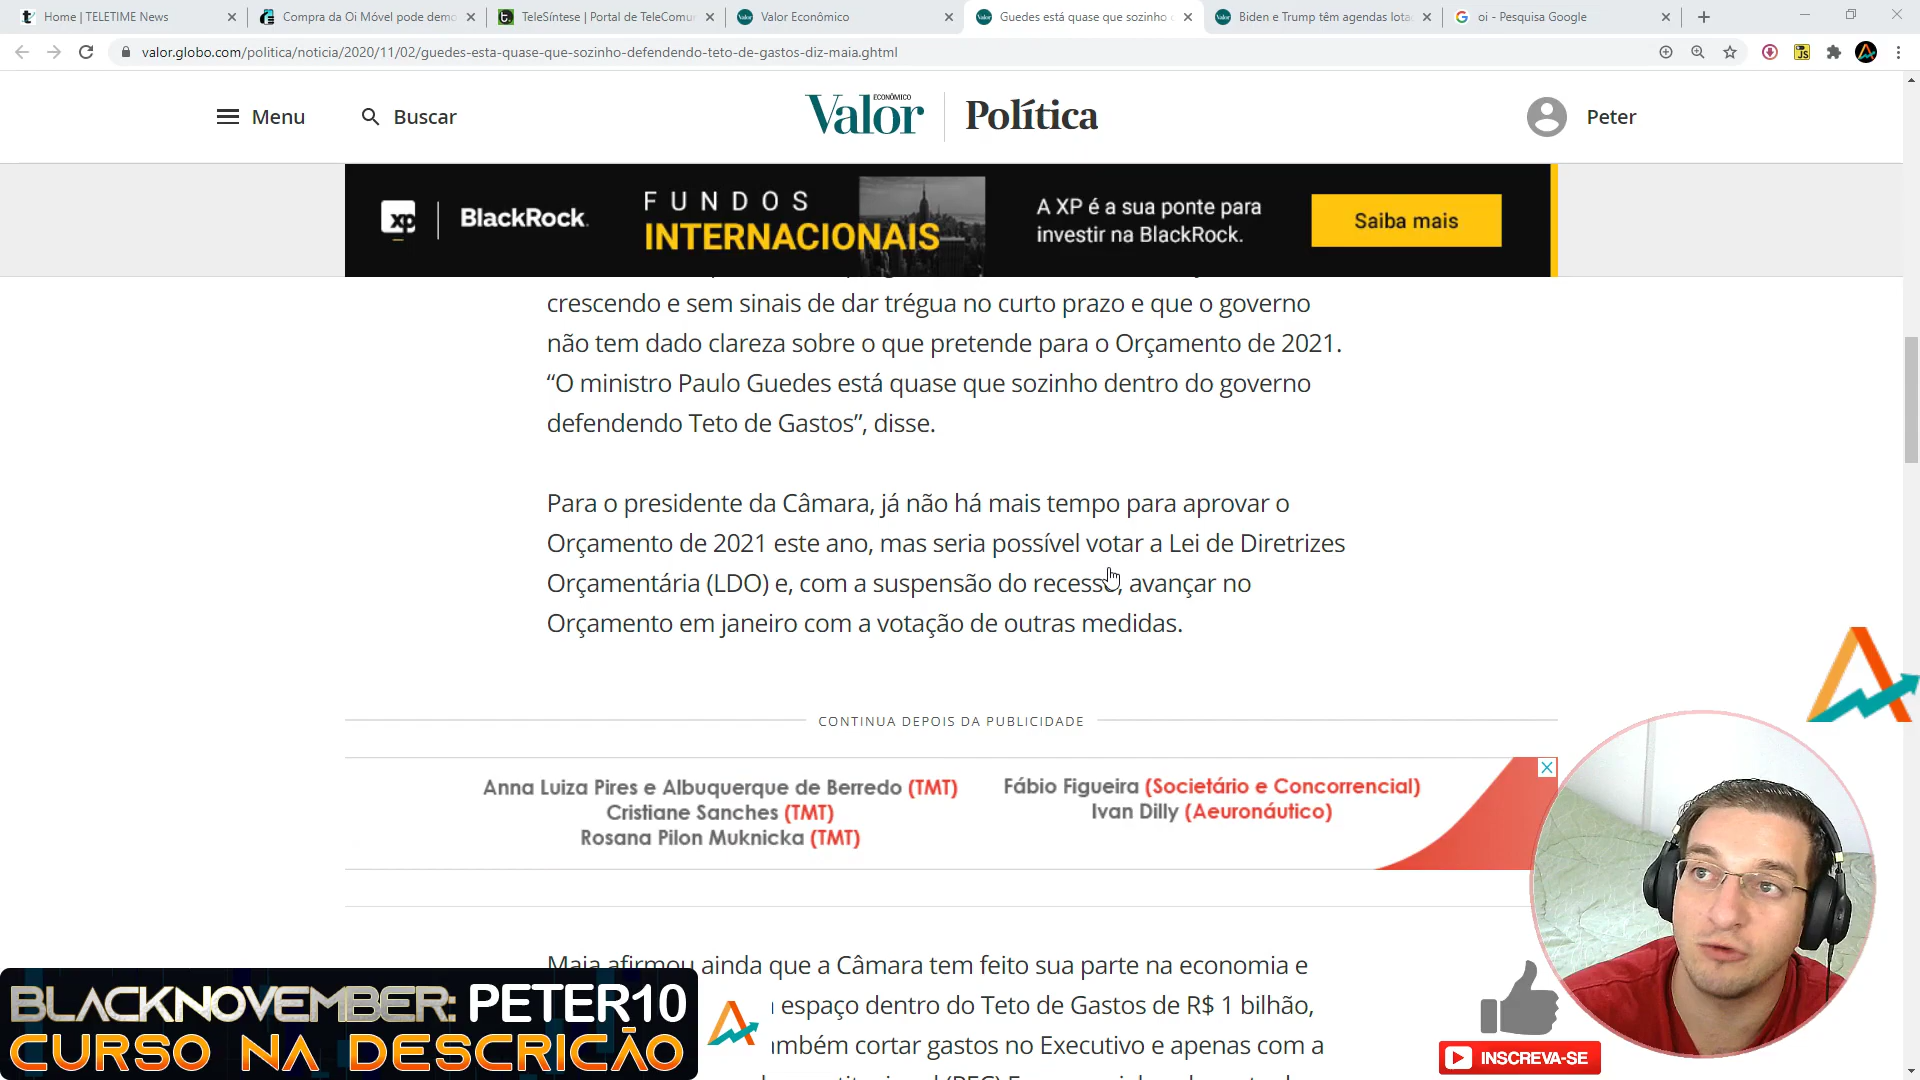 Home | TELETIME News
Compra da Oi Móvel pode demo
TeleSíntese | Portal de TeleComu
Valor Econômico
Guedes está quase que sozinho
Biden e Trump têm agendas lota
oi - Pesquisa Google
valor.globo.com/politica/noticia/2020/11/02/guedes-esta-quase-que-sozinho-defendendo-teto-de-gastos-diz-maia.ghtml
Menu
Buscar
Valor ECONÔMICO
Política
Peter
xp
BlackRock.
FUNDOS
INTERNACIONAIS
A XP é a sua ponte para
investir na BlackRock.
Saiba mais
crescendo e sem sinais de dar trégua no curto prazo e que o governo
não tem dado clareza sobre o que pretende para o Orçamento de 2021.
“O ministro Paulo Guedes está quase que sozinho dentro do governo
defendendo Teto de Gastos”, disse.
Para o presidente da Câmara, já não há mais tempo para aprovar o
Orçamento de 2021 este ano, mas seria possível votar a Lei de Diretrizes
Orçamentária (LDO) e, com a suspensão do recesso, avançar no
Orçamento em janeiro com a votação de outras medidas.
CONTINUA DEPOIS DA PUBLICIDADE
Anna Luiza Pires e Albuquerque de Berredo (TMT)
Cristiane Sanches (TMT)
Rosana Pilon Muknicka (TMT)
Fábio Figueira (Societário e Concorrencial)
Ivan Dilly (Aeuronáutico)
Maia afirmou ainda que a Câmara tem feito sua parte na economia e
espaço dentro do Teto de Gastos de R$ 1 bilhão,
ambém cortar gastos no Executivo e apenas com a
BLACKNOVEMBER: PETER10
CURSO NA DESCRIÇÃO
INSCREVA-SE